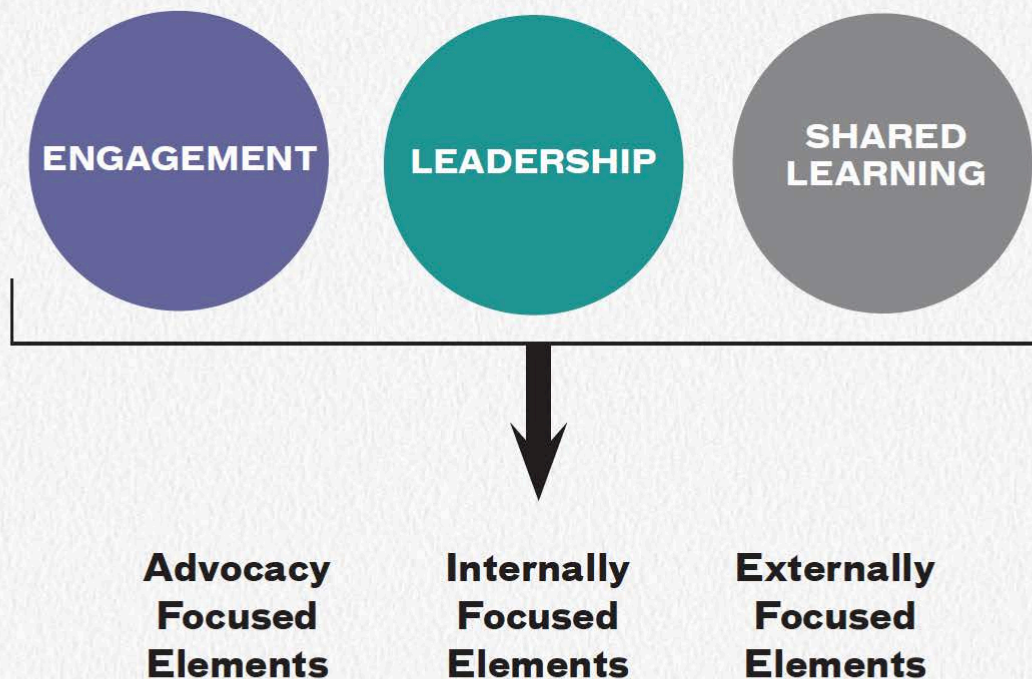 ENGAGEMENT
LEADERSHIP
SHARED
LEARNING
Advocacy
Focused
Elements
Internally
Focused
Elements
Externally
Focused
Elements